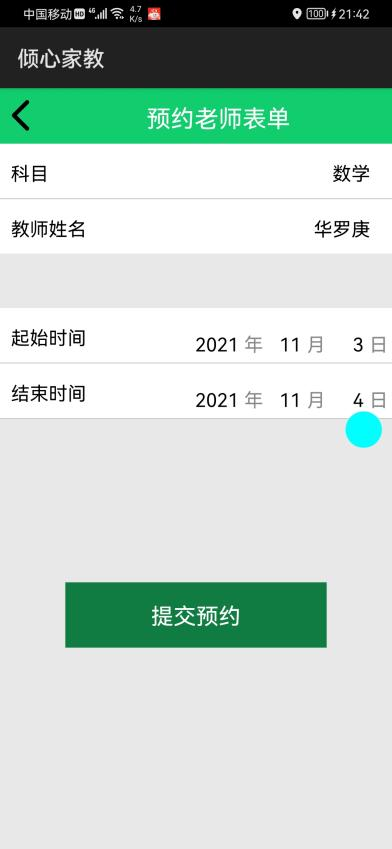 中国移动 HD 4G 4.7 K/s 100 21:42
倾心家教
预约老师表单
科目 数学
教师姓名 华罗庚
起始时间 2021 年 11 月 3 日
结束时间 2021 年 11 月 4 日
提交预约